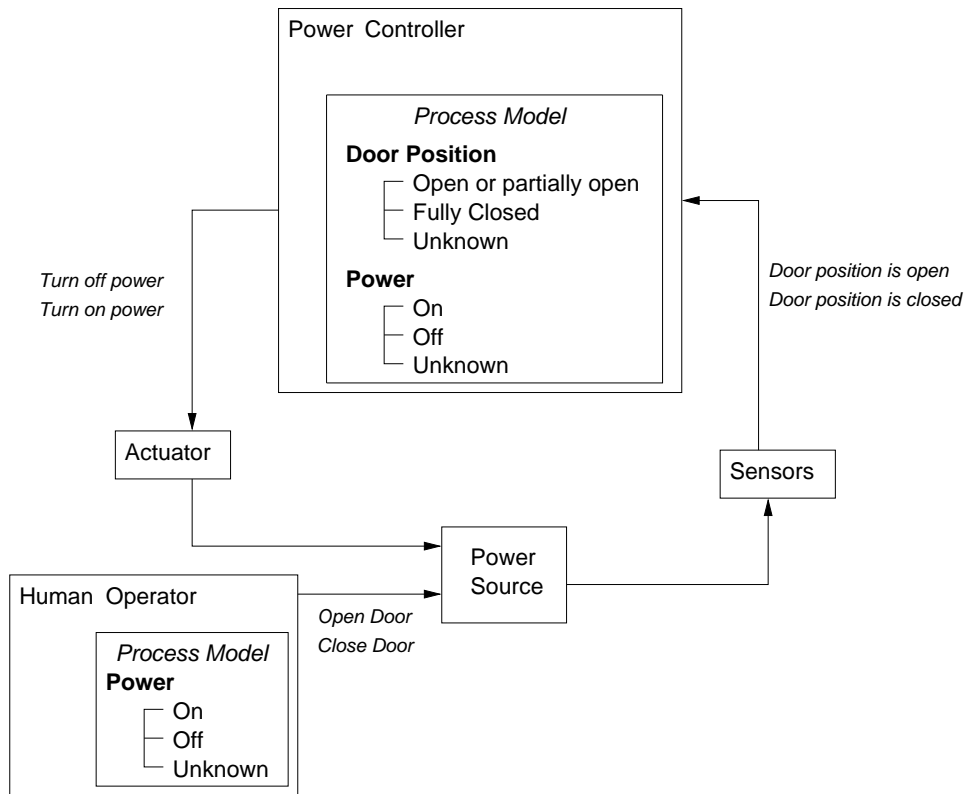 Power Controller
Process Model
Door Position
Open or partially open
Fully Closed
Unknown
Power
On
Off
Unknown
Turn off power
Turn on power
Door position is open
Door position is closed
Actuator
Sensors
Power
Source
Human Operator
Open Door
Close Door
Process Model
Power
On
Off
Unknown